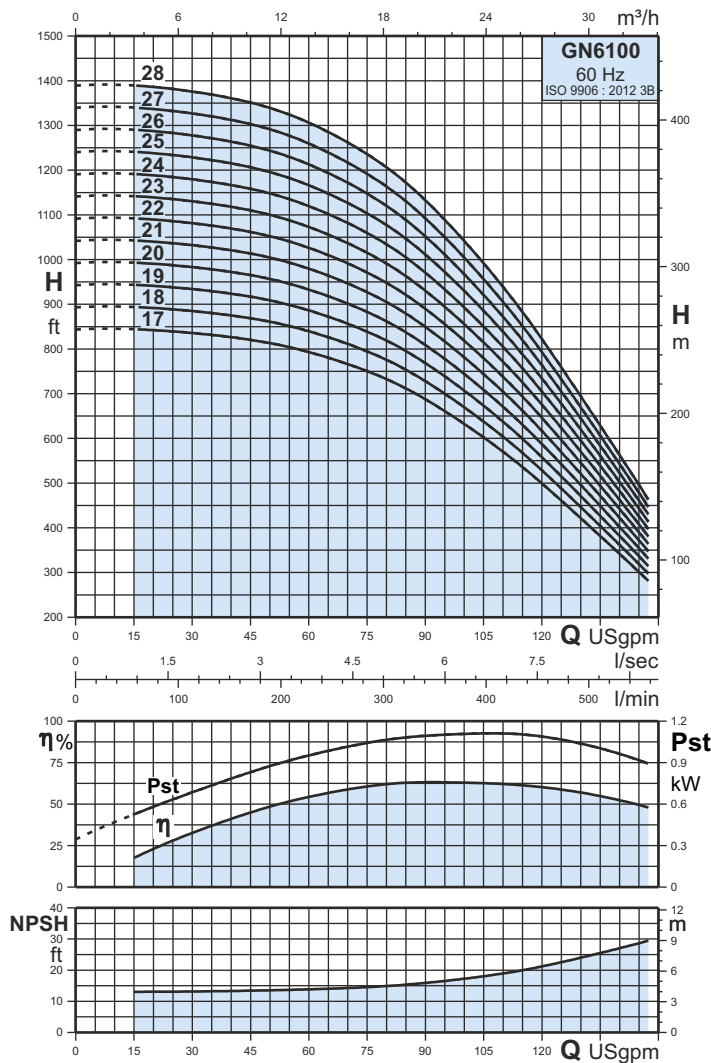 0 6 12 18 24 30 m³/h
GN6100
60 Hz
ISO 9906 : 2012 3B
1500
1400
1300
1200
1100
1000
H
900
ft
800
700
600
500
400
300
200
28
27
26
25
24
23
22
21
20
19
18
17
400
300
H
m
200
100
0 15 30 45 60 75 90 105 120 Q USgpm
0 1.5 3 4.5 6 7.5 l/sec
0 100 200 300 400 500 l/min
100
η%
75
50
25
0
Pst
η
1.2
Pst
0.9
kW
0.6
0.3
0
40
NPSH
30
ft
20
10
0
12
m
9
6
3
0
0 15 30 45 60 75 90 105 120 Q USgpm